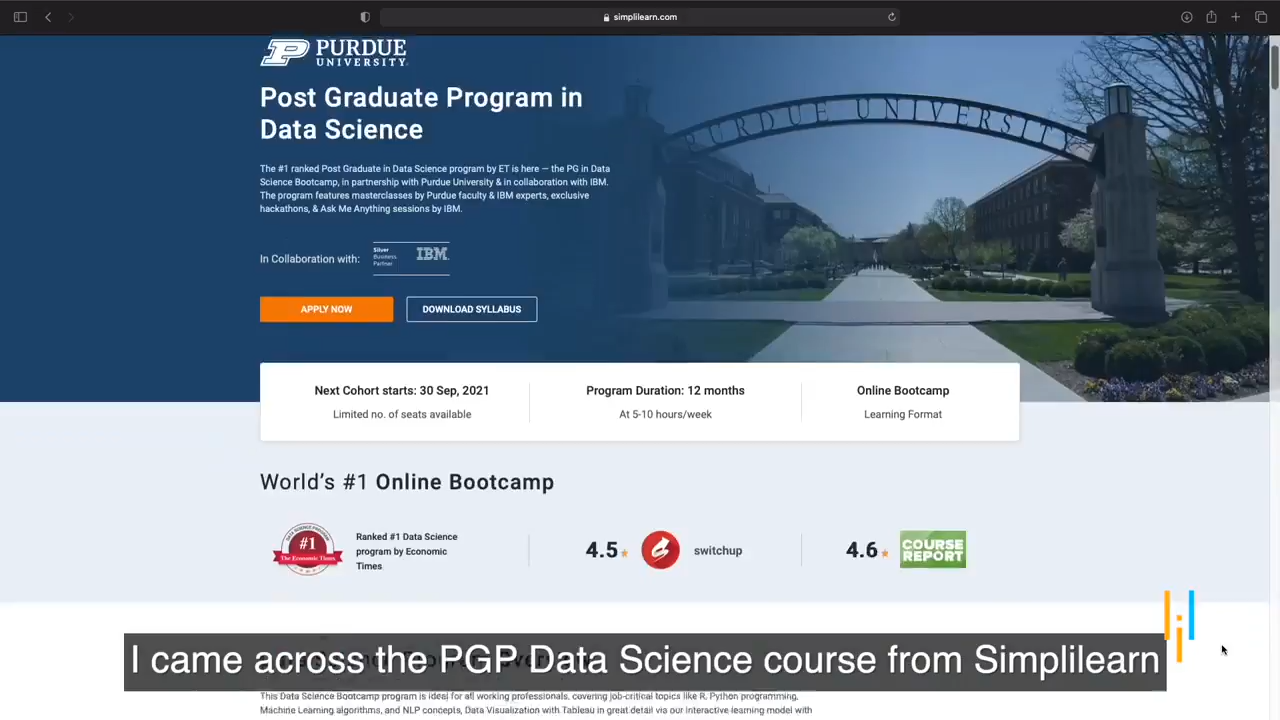 simplilearn.com
PURDUE
UNIVERSITY®
PURDUE UNIVERSITY
Post Graduate Program in
Data Science
The #1 ranked Post Graduate in Data Science program by ET is here — the PG in Data
Science Bootcamp, in partnership with Purdue University & in collaboration with IBM.
The program features masterclasses by Purdue faculty & IBM experts, exclusive
hackathons, & Ask Me Anything sessions by IBM.
In Collaboration with:
Silver
Business
Partner
IBM
APPLY NOW
DOWNLOAD SYLLABUS
Next Cohort starts: 30 Sep, 2021
Program Duration: 12 months
Online Bootcamp
Limited no. of seats available
At 5-10 hours/week
Learning Format
World's #1 Online Bootcamp
#1
The Economic Times
Ranked #1 Data Science
program by Economic
Times
4.5
switchup
4.6
COURSE
REPORT
I came across the PGP Data Science course from Simplilearn
This Data Science Bootcamp program is ideal for all working professionals, covering job-critical topics like R, Python programming,
Machine Learning algorithms, and NLP concepts, Data Visualization with Tableau in great detail via our interactive learning model with